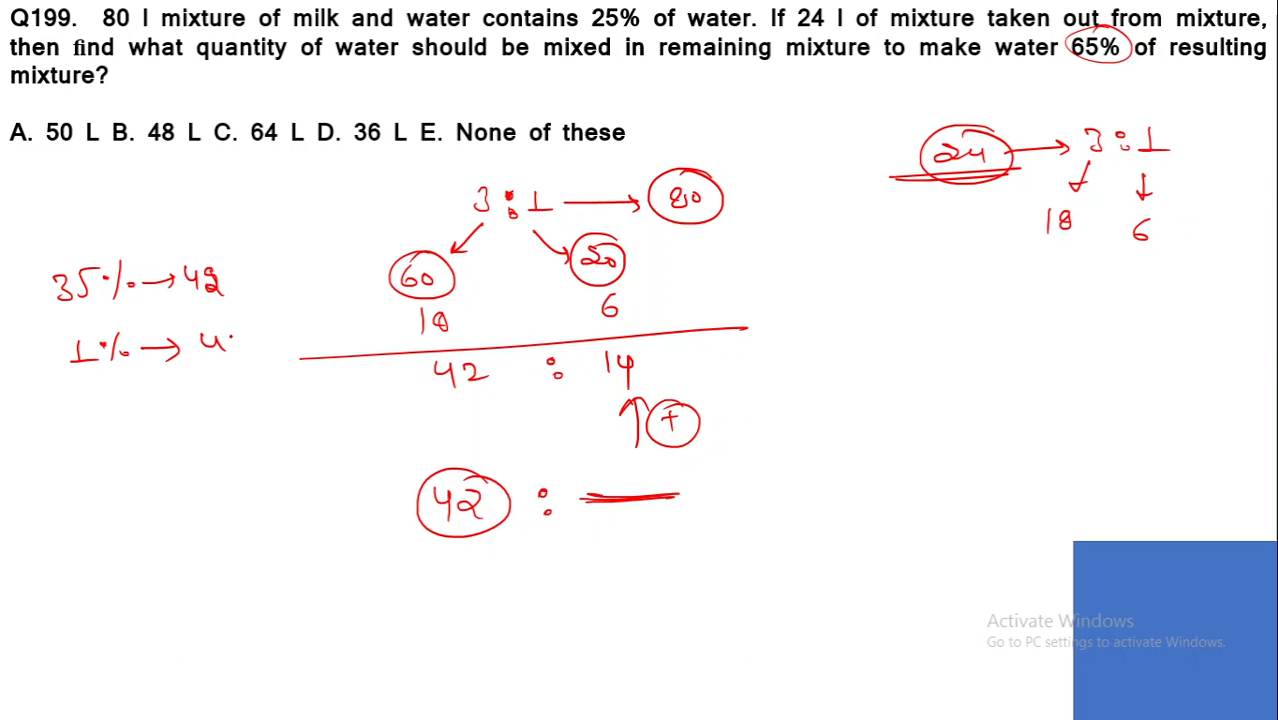 Q199. 80 l mixture of milk and water contains 25% of water. If 24 l of mixture taken out from mixture,
then find what quantity of water should be mixed in remaining mixture to make water 65% of resulting
mixture?
A. 50 L B. 48 L C. 64 L D. 36 L E. None of these
24 → 3 : 1
18 6
3 : 1 → 80
60 20
18 6
42 : 14
+
42 :
35% → 42
1% →
Activate Windows
Go to PC settings to activate Windows.